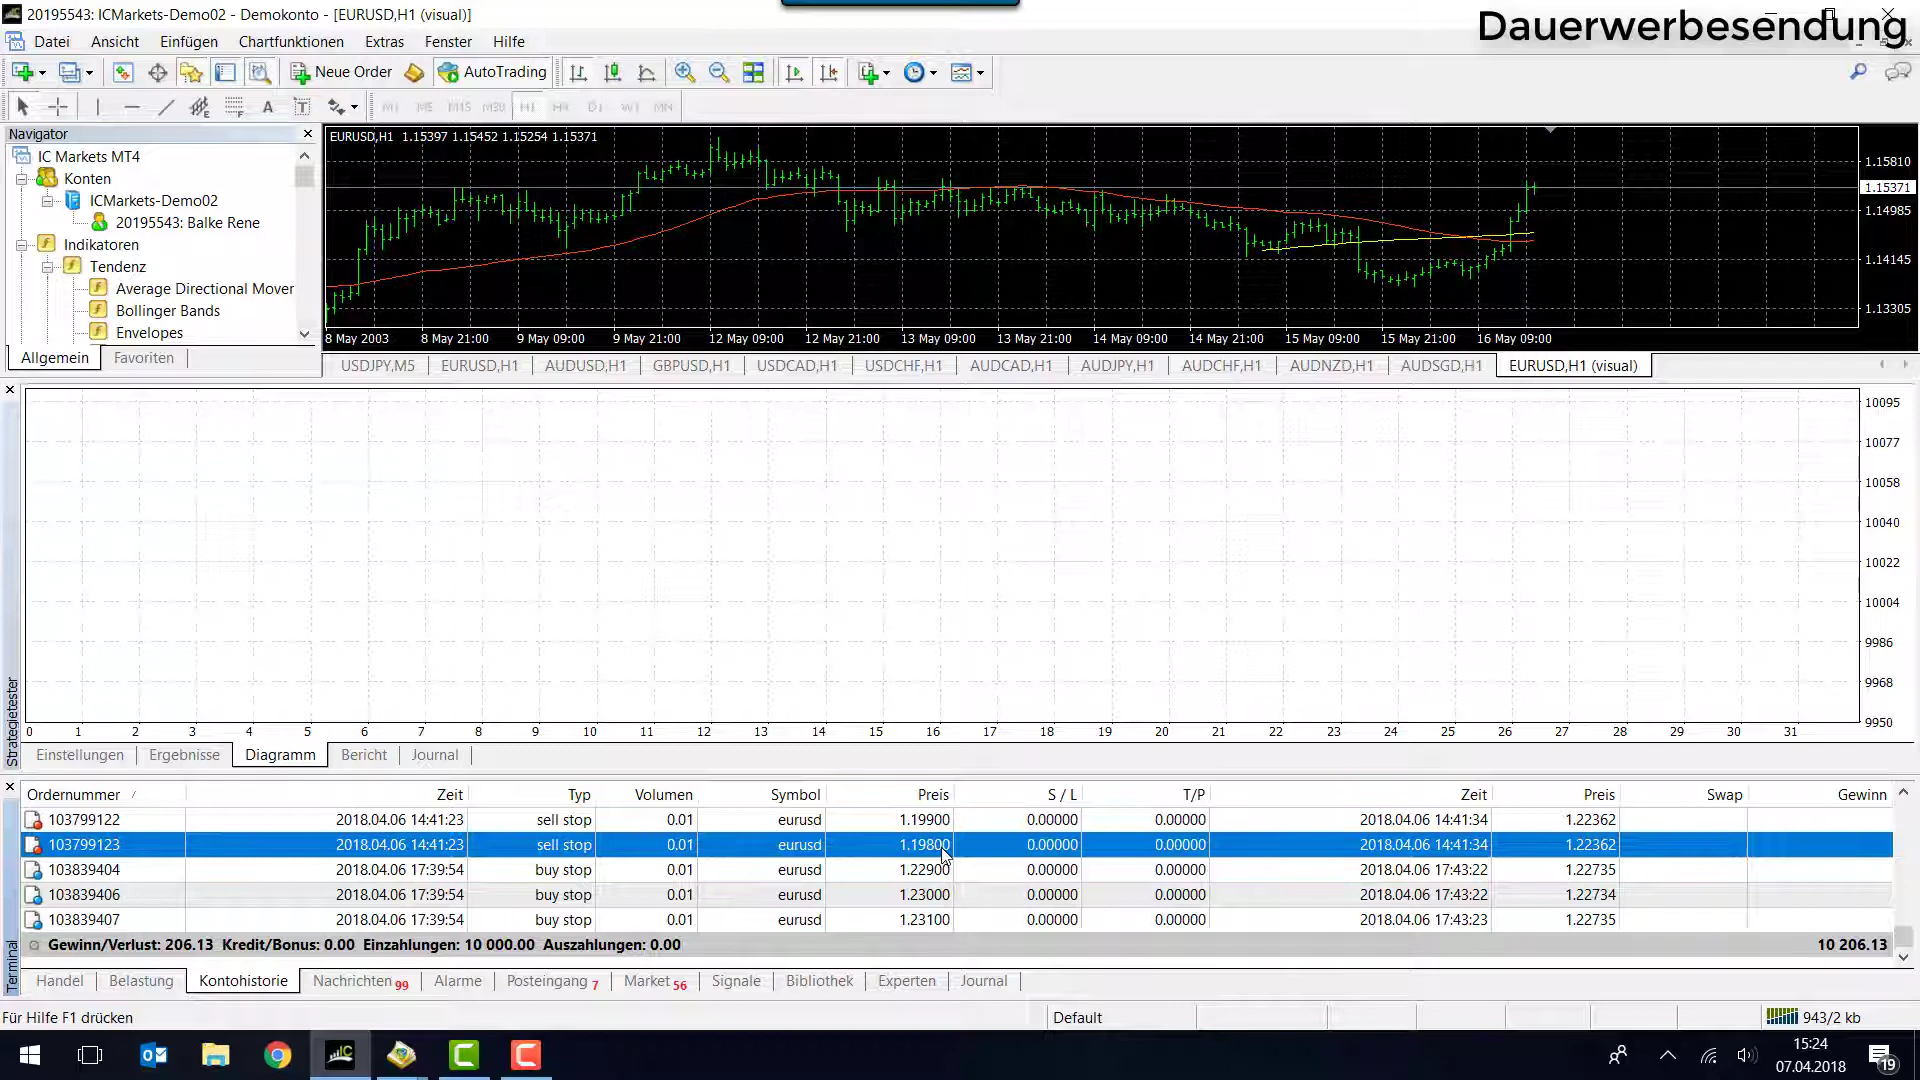 20195543: ICMarkets-Demo02 - Demokonto - [EURUSD,H1 (visual)]
Dauerwerbesendung
Datei Ansicht Einfügen Chartfunktionen Extras Fenster Hilfe
Neue Order AutoTrading
A T M1 M5 M15 M30 H1 H4 D1 W1 MN
Navigator
IC Markets MT4
Konten
ICMarkets-Demo02
20195543: Balke Rene
Indikatoren
Tendenz
Average Directional Mover
Bollinger Bands
Envelopes
Allgemein Favoriten
EURUSD,H1 1.15397 1.15452 1.15254 1.15371
1.15810
1.15371
1.14985
1.14145
1.13305
8 May 2003 8 May 21:00 9 May 09:00 9 May 21:00 12 May 09:00 12 May 21:00 13 May 09:00 13 May 21:00 14 May 09:00 14 May 21:00 15 May 09:00 15 May 21:00 16 May 09:00
USDJPY,M5 EURUSD,H1 AUDUSD,H1 GBPUSD,H1 USDCAD,H1 USDCHF,H1 AUDCAD,H1 AUDJPY,H1 AUDCHF,H1 AUDNZD,H1 AUDSGD,H1 EURUSD,H1 (visual)
10095
10077
10058
10040
10022
10004
9986
9968
9950
0 1 2 3 4 5 6 7 8 9 10 11 12 13 14 15 16 17 18 19 20 21 22 23 24 25 26 27 28 29 30 31
Strategietester
Einstellungen Ergebnisse Diagramm Bericht Journal
Ordernummer / Zeit Typ Volumen Symbol Preis S / L T/P Zeit Preis Swap Gewinn
103799122 2018.04.06 14:41:23 sell stop 0.01 eurusd 1.19900 0.00000 0.00000 2018.04.06 14:41:34 1.22362
103799123 2018.04.06 14:41:23 sell stop 0.01 eurusd 1.19800 0.00000 0.00000 2018.04.06 14:41:34 1.22362
103839404 2018.04.06 17:39:54 buy stop 0.01 eurusd 1.22900 0.00000 0.00000 2018.04.06 17:43:22 1.22735
103839406 2018.04.06 17:39:54 buy stop 0.01 eurusd 1.23000 0.00000 0.00000 2018.04.06 17:43:22 1.22734
103839407 2018.04.06 17:39:54 buy stop 0.01 eurusd 1.23100 0.00000 0.00000 2018.04.06 17:43:23 1.22735
Gewinn/Verlust: 206.13 Kredit/Bonus: 0.00 Einzahlungen: 10 000.00 Auszahlungen: 0.00 10 206.13
Terminal
Handel Belastung Kontohistorie Nachrichten 99 Alarme Posteingang 7 Market 56 Signale Bibliothek Experten Journal
Für Hilfe F1 drücken Default 943/2 kb
15:24
07.04.2018
19